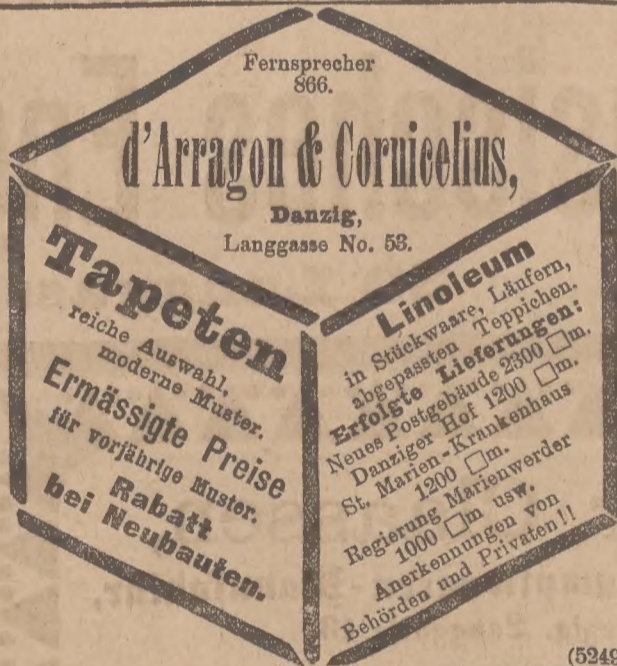 Fernsprecher
866.
d'Arragon & Cornicelius,
Danzig,
Langgasse No. 53.
Tapeten
reiche Auswahl,
moderne Muster.
Ermässigte Preise
für vorjährige Muster.
Rabatt
bei Neubauten.
Linoleum
in Stückwaare, Läufern,
abgepassten Teppichen.
Erfolgte Lieferungen:
Neues Postgebäude 2300 □m.
Danziger Hof 1200 □m.
St. Marien-Krankenhaus
1200 □m.
Regierung Marienwerder
1000 □m usw.
Anerkennungen von
Behörden und Privaten!!
(5249